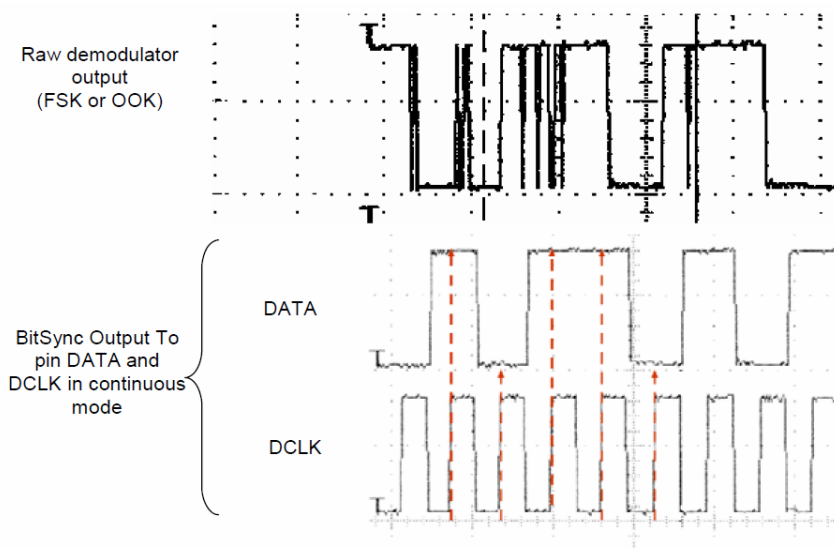 Raw demodulator
output
(FSK or OOK)
T
T
DATA
BitSync Output To
pin DATA and
DCLK in continuous
mode
T
DCLK
T